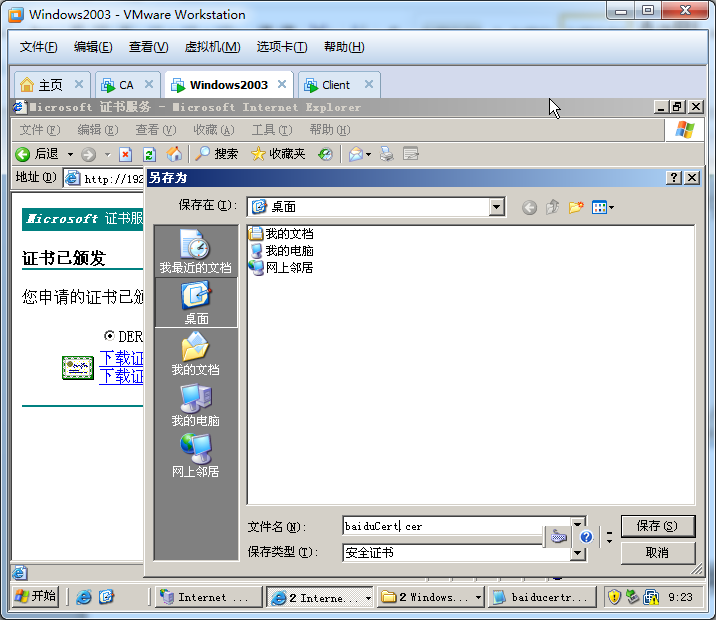 Windows2003 - VMware Workstation
文件(F) 编辑(E) 查看(V) 虚拟机(M) 选项卡(T) 帮助(H)
主页 CA Windows2003 Client
Microsoft 证书服务 - Microsoft Internet Explorer
文件(F) 编辑(E) 查看(V) 收藏(A) 工具(T) 帮助(H)
后退 搜索 收藏夹
地址(D) http://192
另存为
保存在(I): 桌面
Microsoft 证书服
证书已颁发
您申请的证书已颁
DER
下载证
下载证
我最近的文档
桌面
我的文档
我的电脑
网上邻居
我的文档
我的电脑
网上邻居
文件名(N): baiduCert.cer 保存(S)
保存类型(T): 安全证书 取消
开始 Internet ... 2 Interne... 2 Windows... baiducertr... 9:23